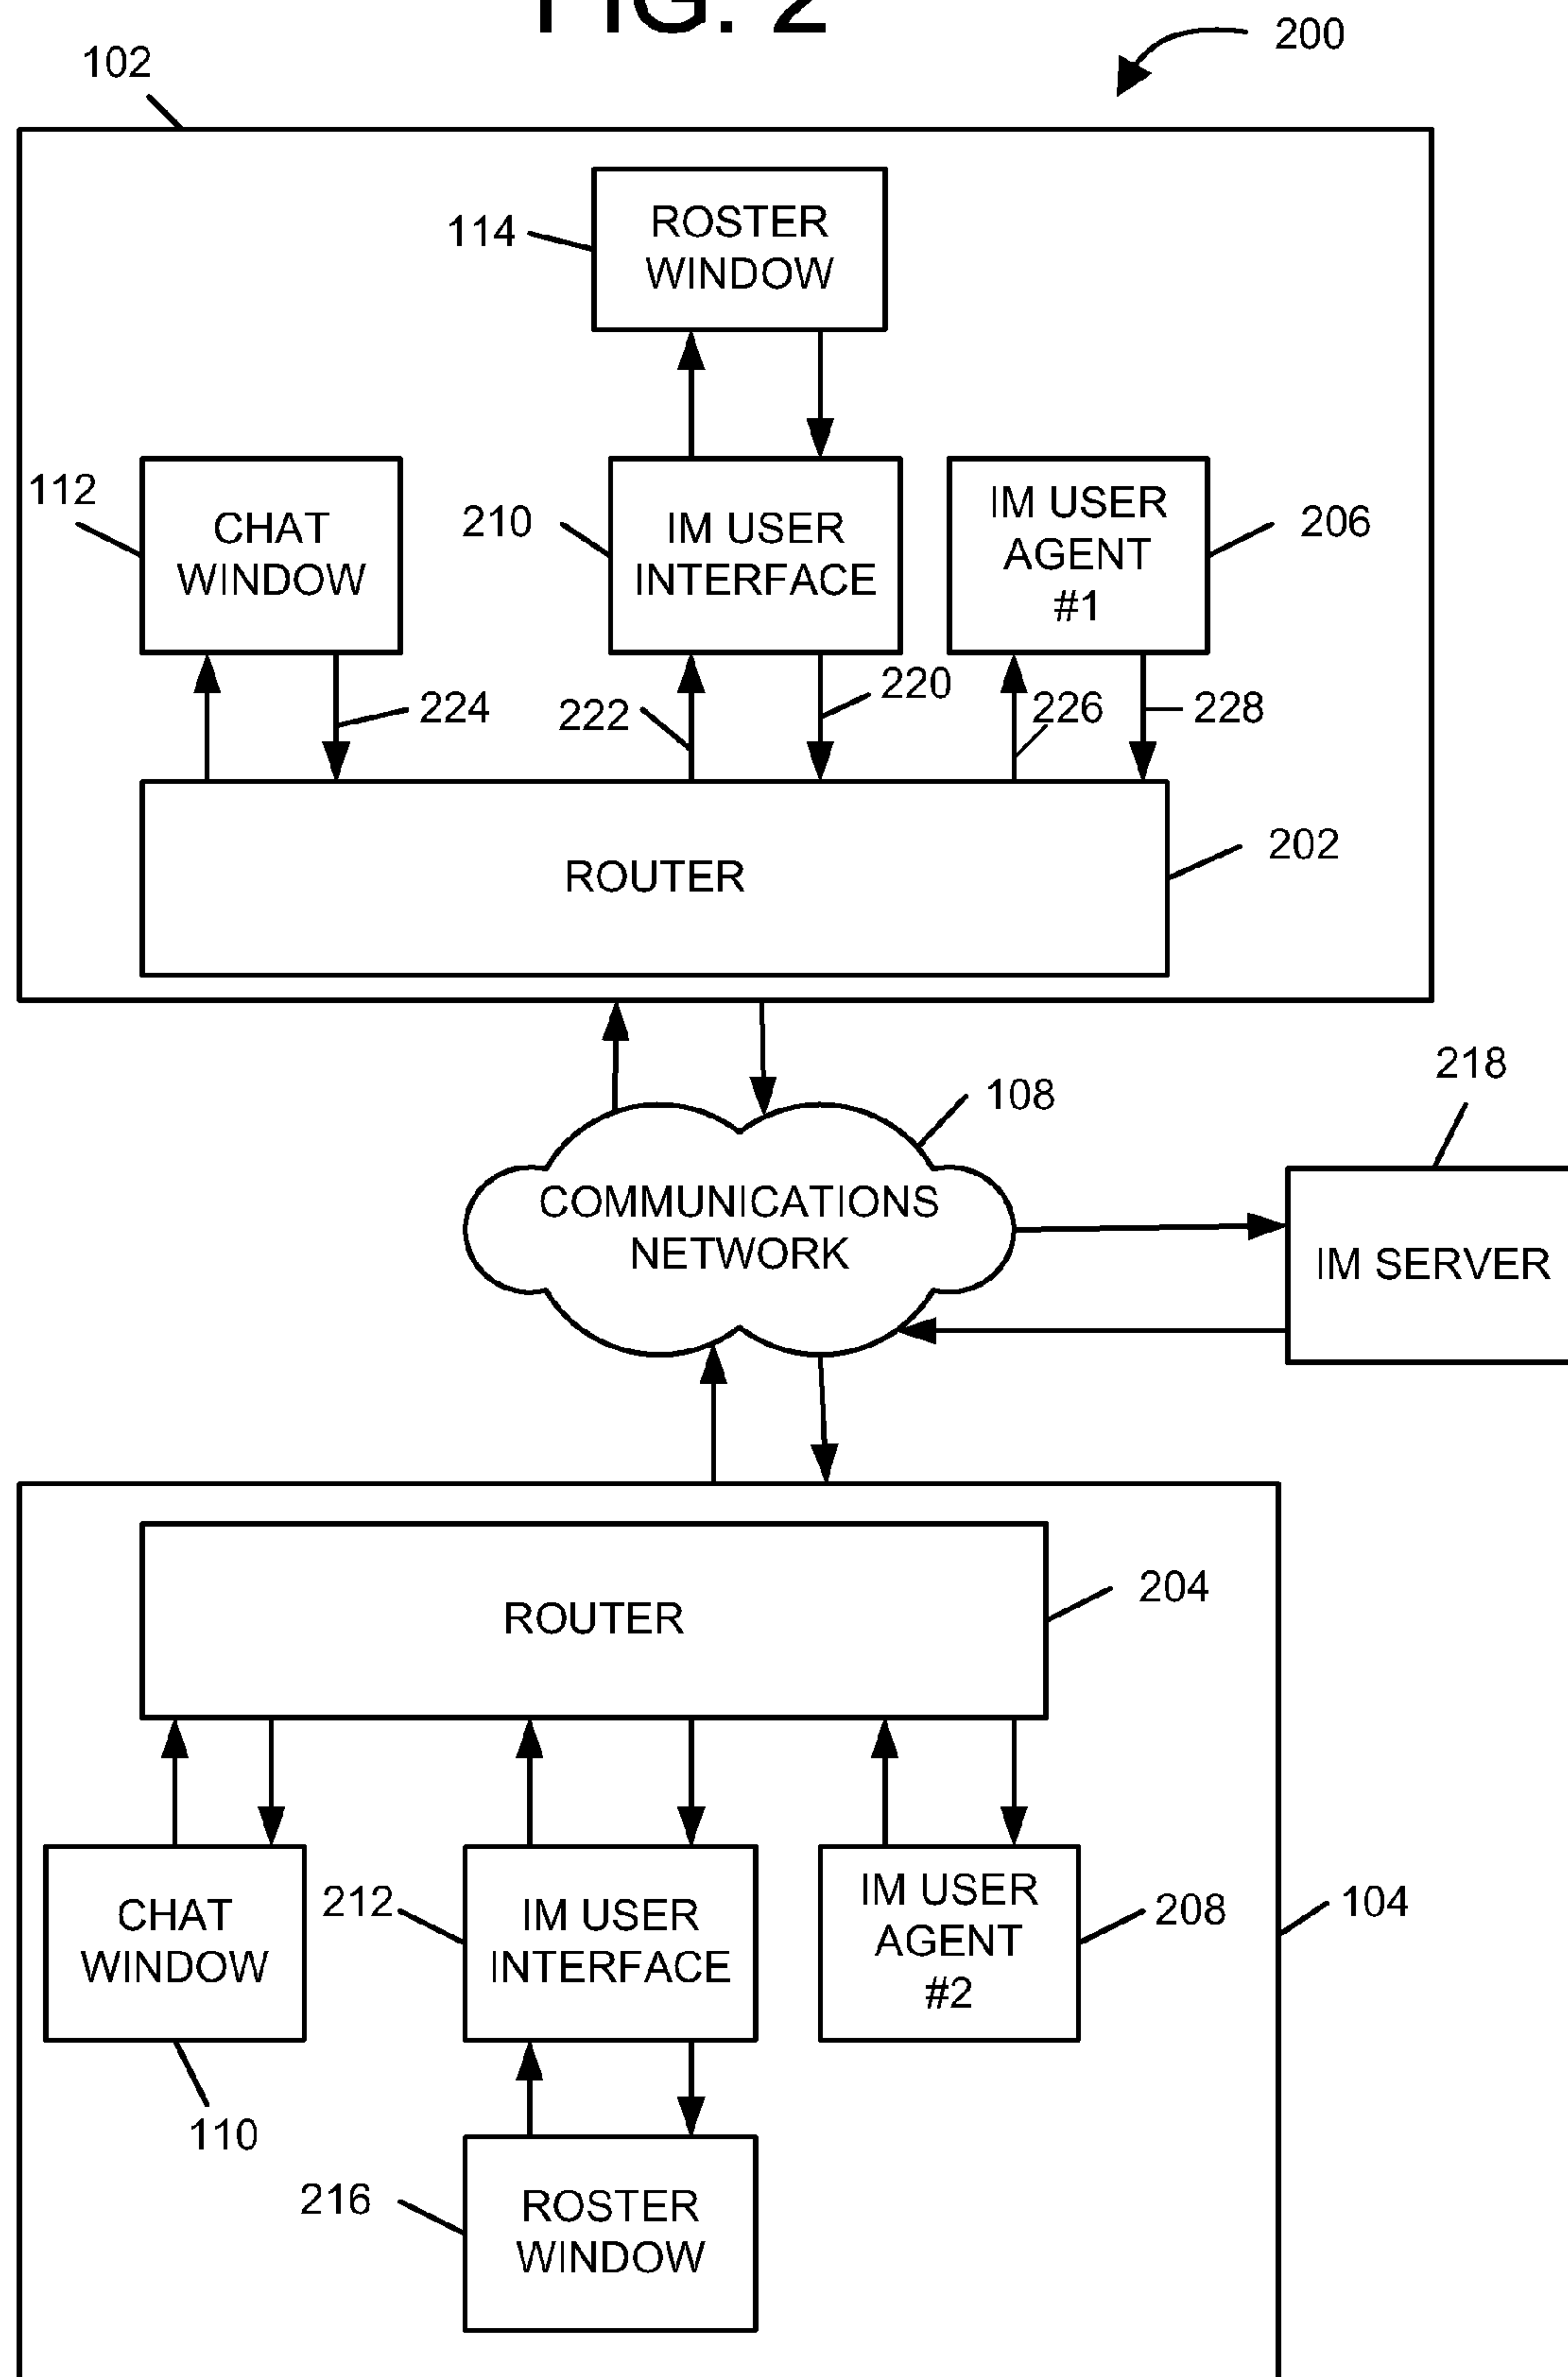 FIG. 2
200
102
114
ROSTER
WINDOW
112
CHAT
WINDOW
210
IM USER
INTERFACE
IM USER
AGENT
#1
206
224
222
220
226
228
ROUTER
202
108
218
COMMUNICATIONS
NETWORK
IM SERVER
ROUTER
204
CHAT
WINDOW
212
IM USER
INTERFACE
IM USER
AGENT
#2
208
104
110
216
ROSTER
WINDOW